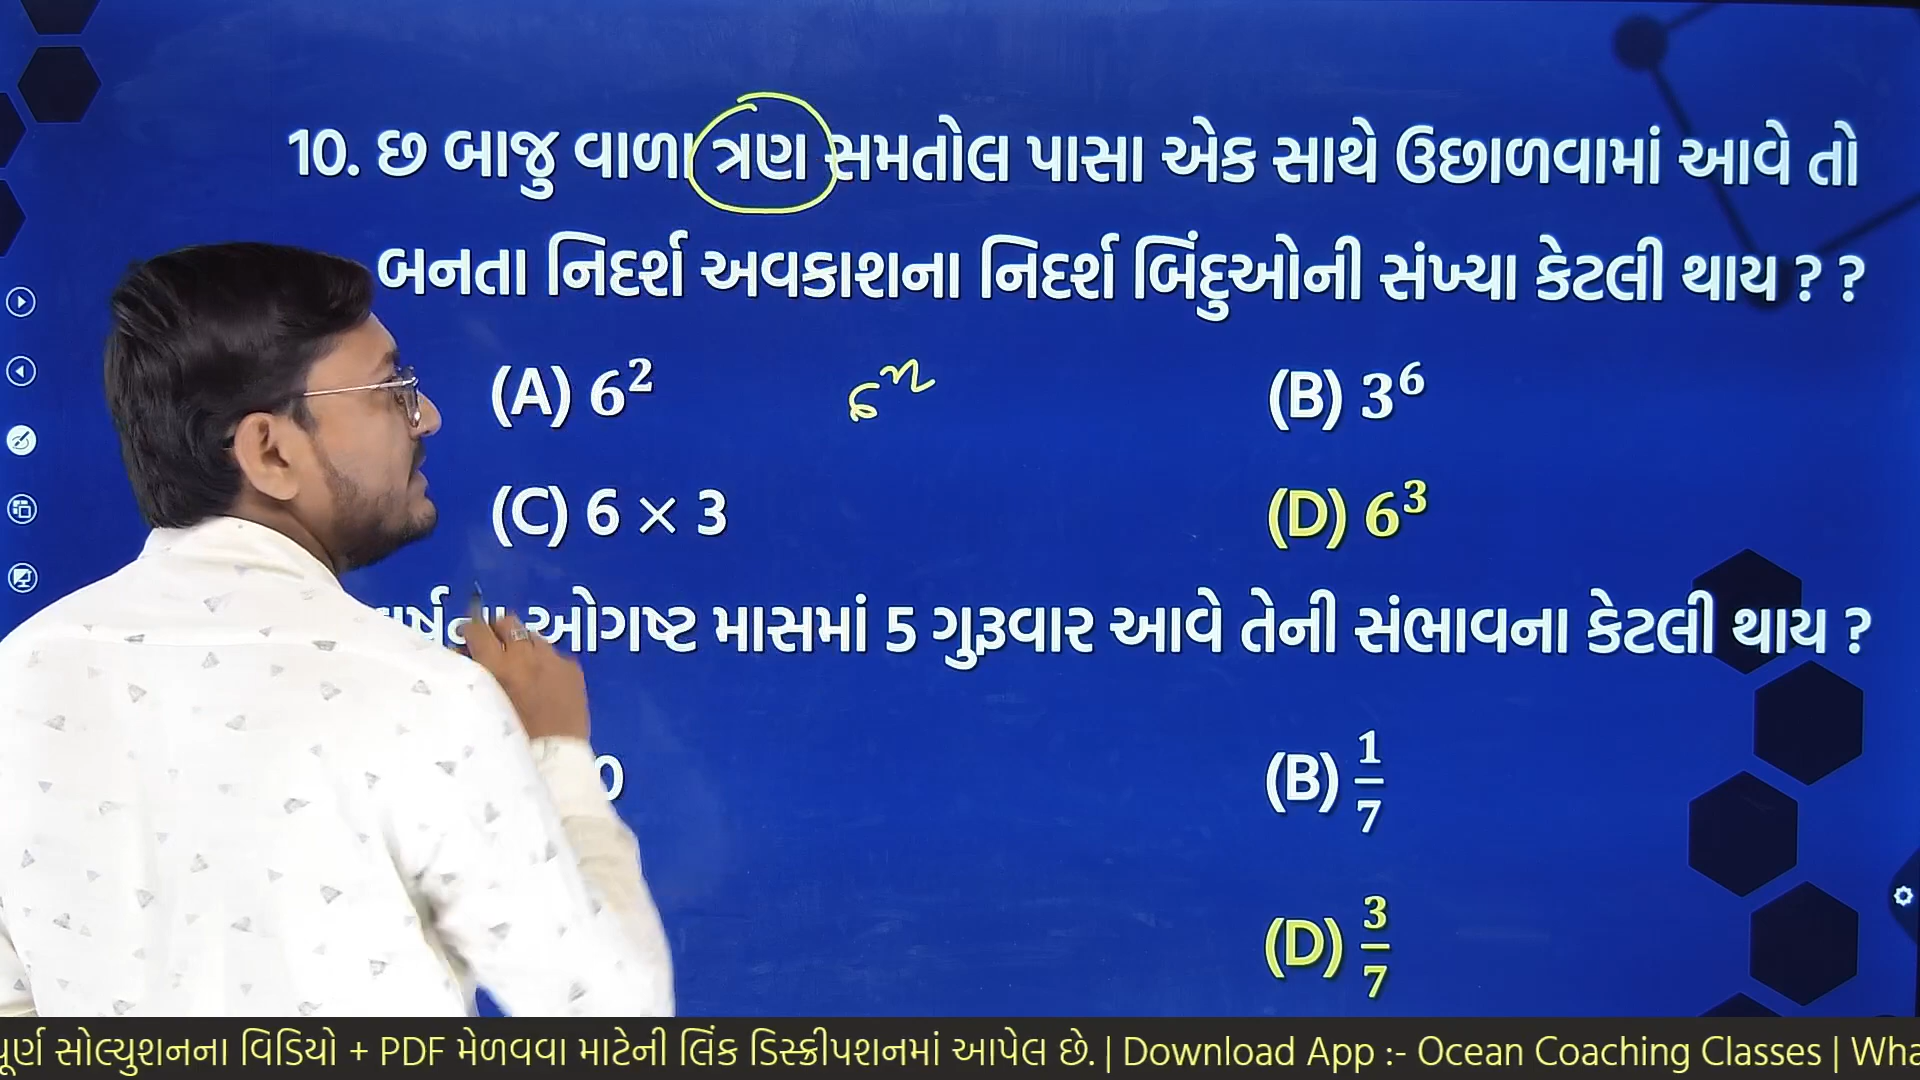 10. છ બાજુ વાળા ત્રણ સમતોલ પાસા એક સાથે ઉછાળવામાં આવે તો
બનતા નિદર્શ અવકાશના નિદર્શ બિંદુઓની સંખ્યા કેટલી થાય ? ?
(A) 6² (B) 3⁶
6ⁿ
(C) 6 × 3 (D) 6³
ઓગષ્ટ માસમાં 5 ગુરૂવાર આવે તેની સંભાવના કેટલી થાય ?
0 (B) 1/7
(D) 3/7
સોલ્યુશનના વિડિયો + PDF મેળવવા માટેની લિંક ડિસ્ક્રીપશનમાં આપેલ છે. | Download App :- Ocean Coaching Classes |